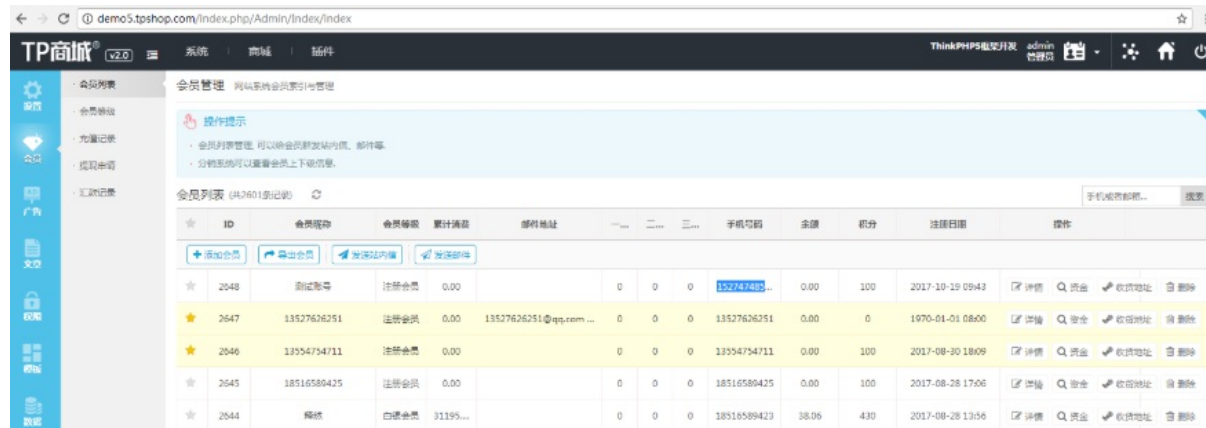 demo5.tpshop.com/index.php/Admin/Index/index
TP商城® v2.0 系统 商城 插件 ThinkPHP5框架开发 admin 管理员
设置
会员
广告
文章
权限
模板
数据
会员列表
会员等级
充值记录
提现申请
汇款记录
会员管理 网站系统会员索引与管理
操作提示
会员列表管理, 可以给会员群发站内信、邮件等.
分销系统可以查看会员上下级信息.
会员列表 (共2601条记录) 手机或者邮箱... 搜索
ID 会员昵称 会员等级 累计消费 邮件地址 一... 二... 三... 手机号码 余额 积分 注册日期 操作
添加会员 导出会员 发送站内信 发送邮件
2648 测试账号 注册会员 0.00 0 0 0 152747485... 0.00 100 2017-10-19 09:43 详情 资金 收货地址 删除
2647 13527626251 注册会员 0.00 13527626251@qq.com ... 0 0 0 13527626251 0.00 0 1970-01-01 08:00 详情 资金 收货地址 删除
2646 13554754711 注册会员 0.00 0 0 0 13554754711 0.00 100 2017-08-30 18:09 详情 资金 收货地址 删除
2645 18516589425 注册会员 0.00 0 0 0 18516589425 0.00 100 2017-08-28 17:06 详情 资金 收货地址 删除
2644 白银会员 31195... 0 0 0 18516589423 38.06 430 2017-08-28 13:56 详情 资金 收货地址 删除